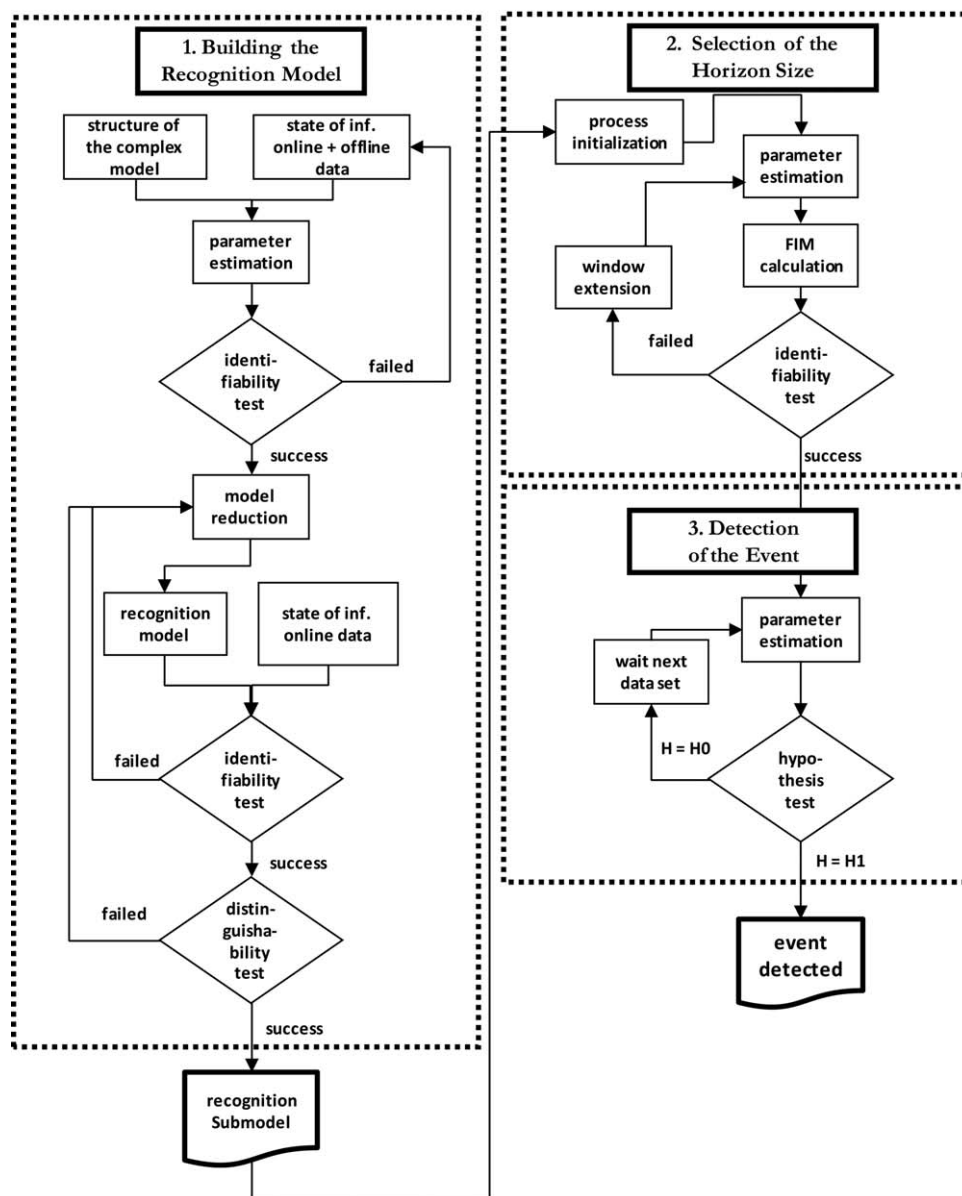 1. Building the
Recognition Model
structure of
the complex
model
state of inf.
online + offline
data
parameter
estimation
identi-
fiability
test
failed
success
model
reduction
recognition
model
state of inf.
online data
failed
identi-
fiability
test
success
failed
distin-
guisha-
bility
test
success
recognition
Submodel
2. Selection of the
Horizon Size
process
initialization
parameter
estimation
window
extension
FIM
calculation
failed
identi-
fiability
test
success
3. Detection
of the Event
parameter
estimation
wait next
data set
H = H0
hypo-
thesis
test
H = H1
event
detected